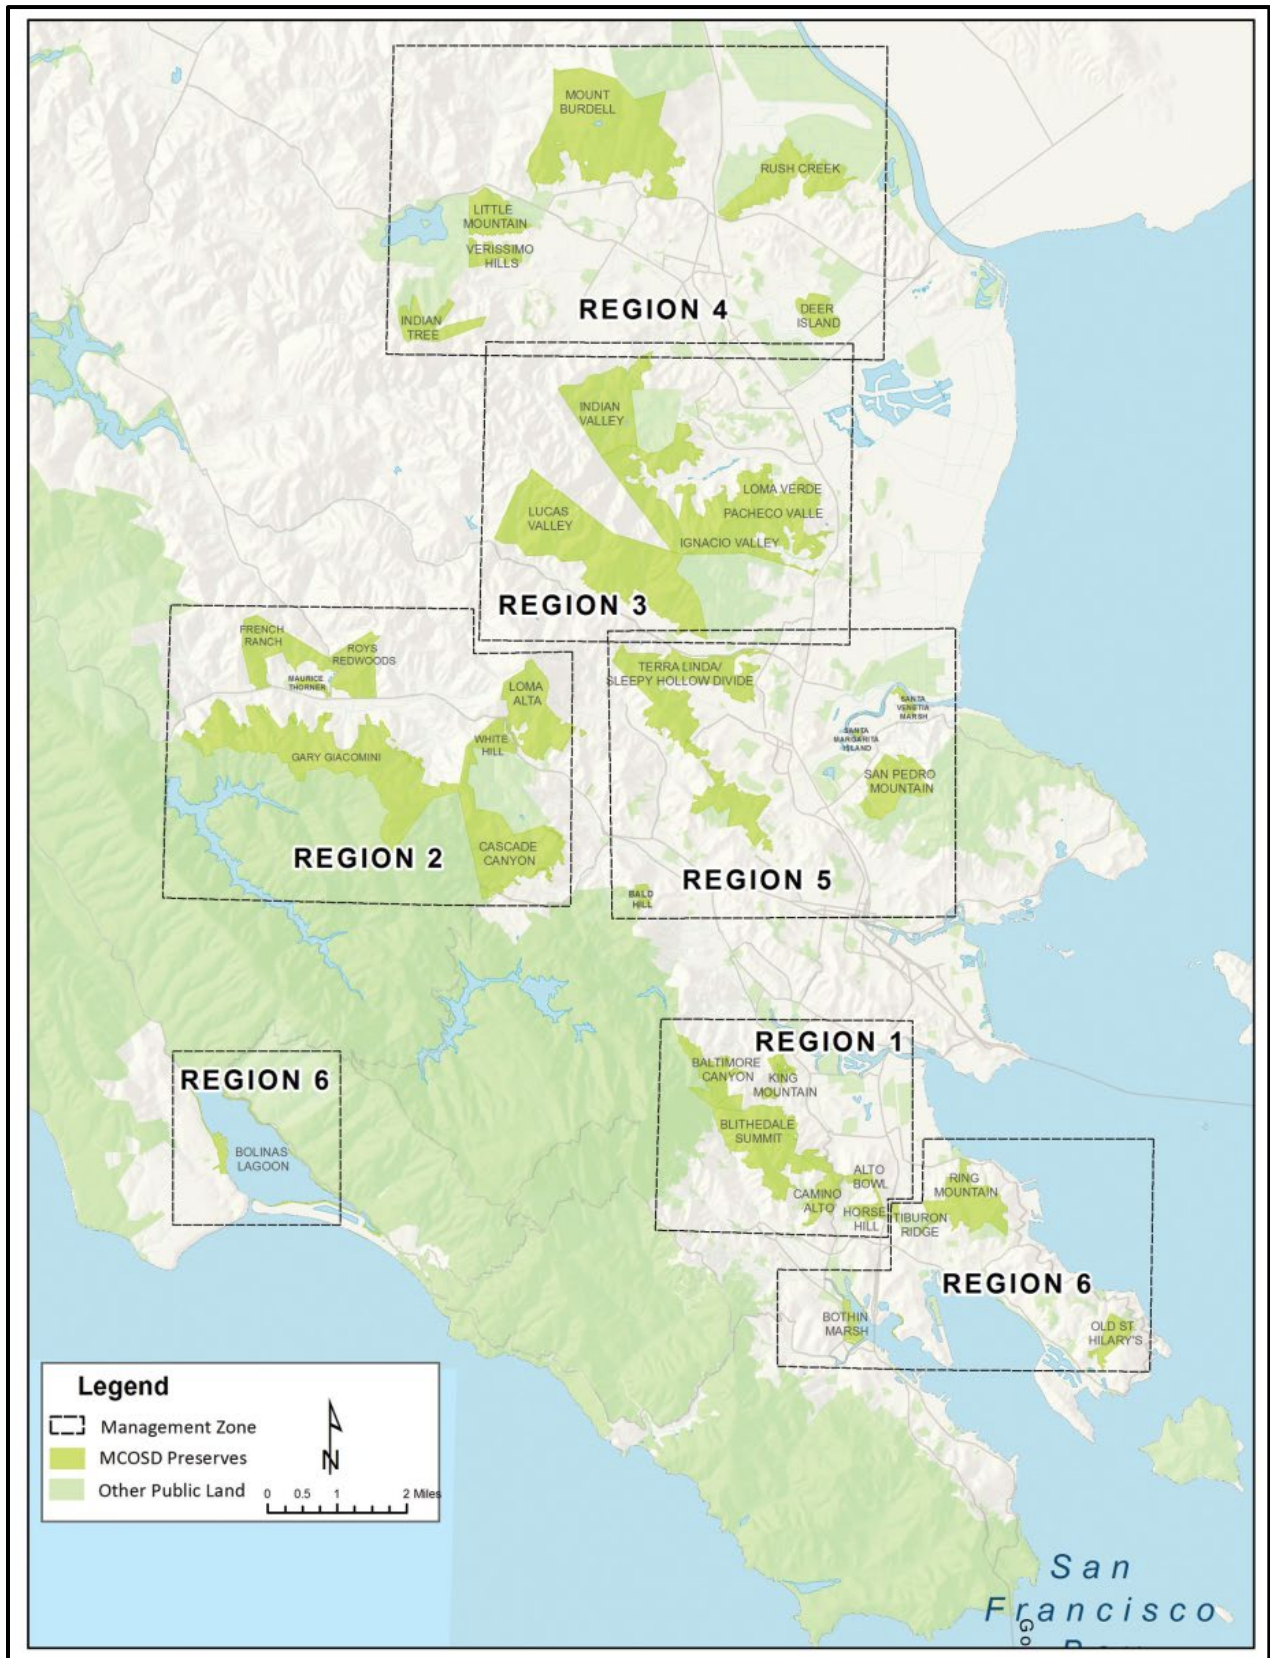 MOUNT
BURDELL
RUSH CREEK
LITTLE
MOUNTAIN
VERISSIMO
HILLS
REGION 4
DEER
ISLAND
INDIAN
TREE
INDIAN
VALLEY
LOMA VERDE
LUCAS
VALLEY
PACHECO VALLE
IGNACIO VALLEY
REGION 3
FRENCH
RANCH
ROYS
REDWOODS
MAURICE
THORNER
LOMA
ALTA
WHITE
HILL
GARY GIACOMINI
CASCADE
CANYON
REGION 2
TERRA LINDA/
SLEEPY HOLLOW DIVIDE
SANTA
VENETIA
MARSH
SANTA
MARGARITA
ISLAND
SAN PEDRO
MOUNTAIN
REGION 5
BALD
HILL
REGION 1
BALTIMORE
CANYON
KING
MOUNTAIN
BLITHEDALE
SUMMIT
ALTO
BOWL
CAMINO
ALTO
HORSE
HILL
REGION 6
BOLINAS
LAGOON
RING
MOUNTAIN
TIBURON
RIDGE
REGION 6
BOTHIN
MARSH
OLD ST.
HILARY'S
Legend
Management Zone
MCOSD Preserves
Other Public Land
N
0 0.5 1 2 Miles
San
Francisco
Go